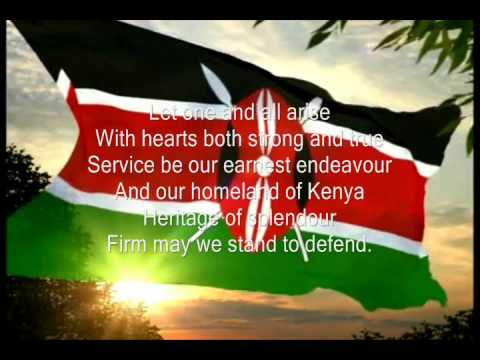 Let one and all arise
With hearts both strong and true
Service be our earnest endeavour
And our homeland of Kenya
Heritage of splendour
Firm may we stand to defend.